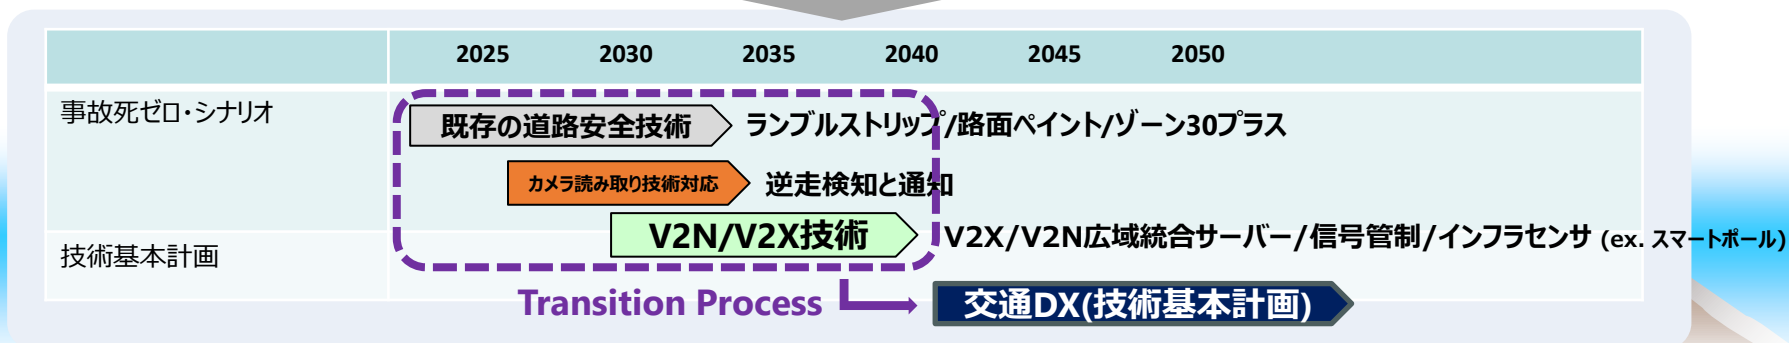 2025 2030 2035 2040 2045 2050
事故死ゼロ・シナリオ
既存の道路安全技術 ランブルストリップ/路面ペイント/ゾーン30プラス
カメラ読み取り技術対応 逆走検知と通知
V2N/V2X技術 V2X/V2N広域統合サーバー/信号管制/インフラセンサ (ex. スマートポール)
技術基本計画
Transition Process 交通DX(技術基本計画)